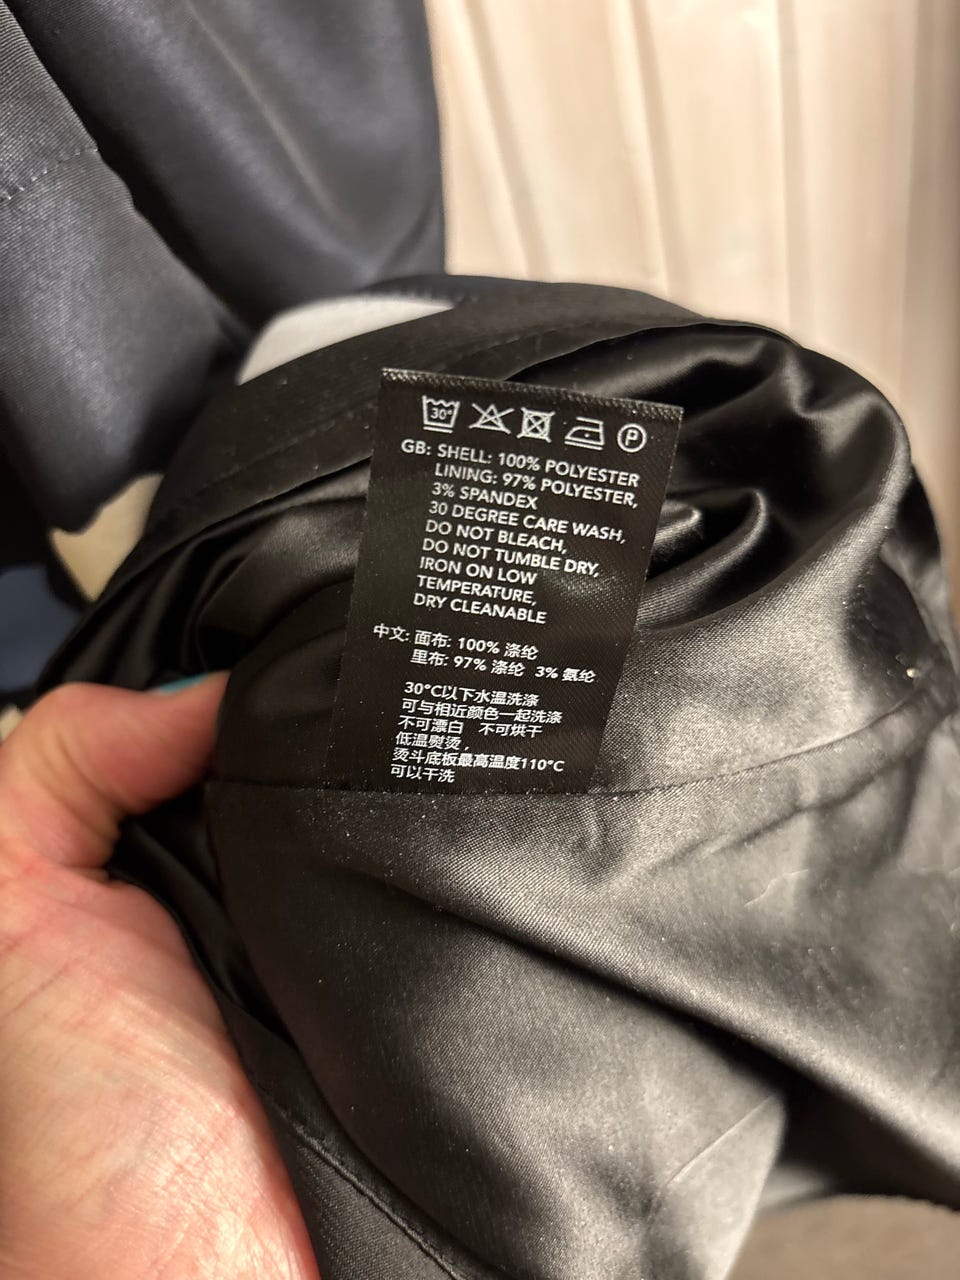 30°
P
GB: SHELL: 100% POLYESTER
LINING: 97% POLYESTER,
3% SPANDEX
30 DEGREE CARE WASH,
DO NOT BLEACH,
DO NOT TUMBLE DRY,
IRON ON LOW
TEMPERATURE,
DRY CLEANABLE
中文: 面布: 100% 涤纶
里布: 97% 涤纶 3% 氨纶
30°C以下水温洗涤
可与相近颜色一起洗涤
不可漂白 不可烘干
低温熨烫,
烫斗底板最高温度110°C
可以干洗